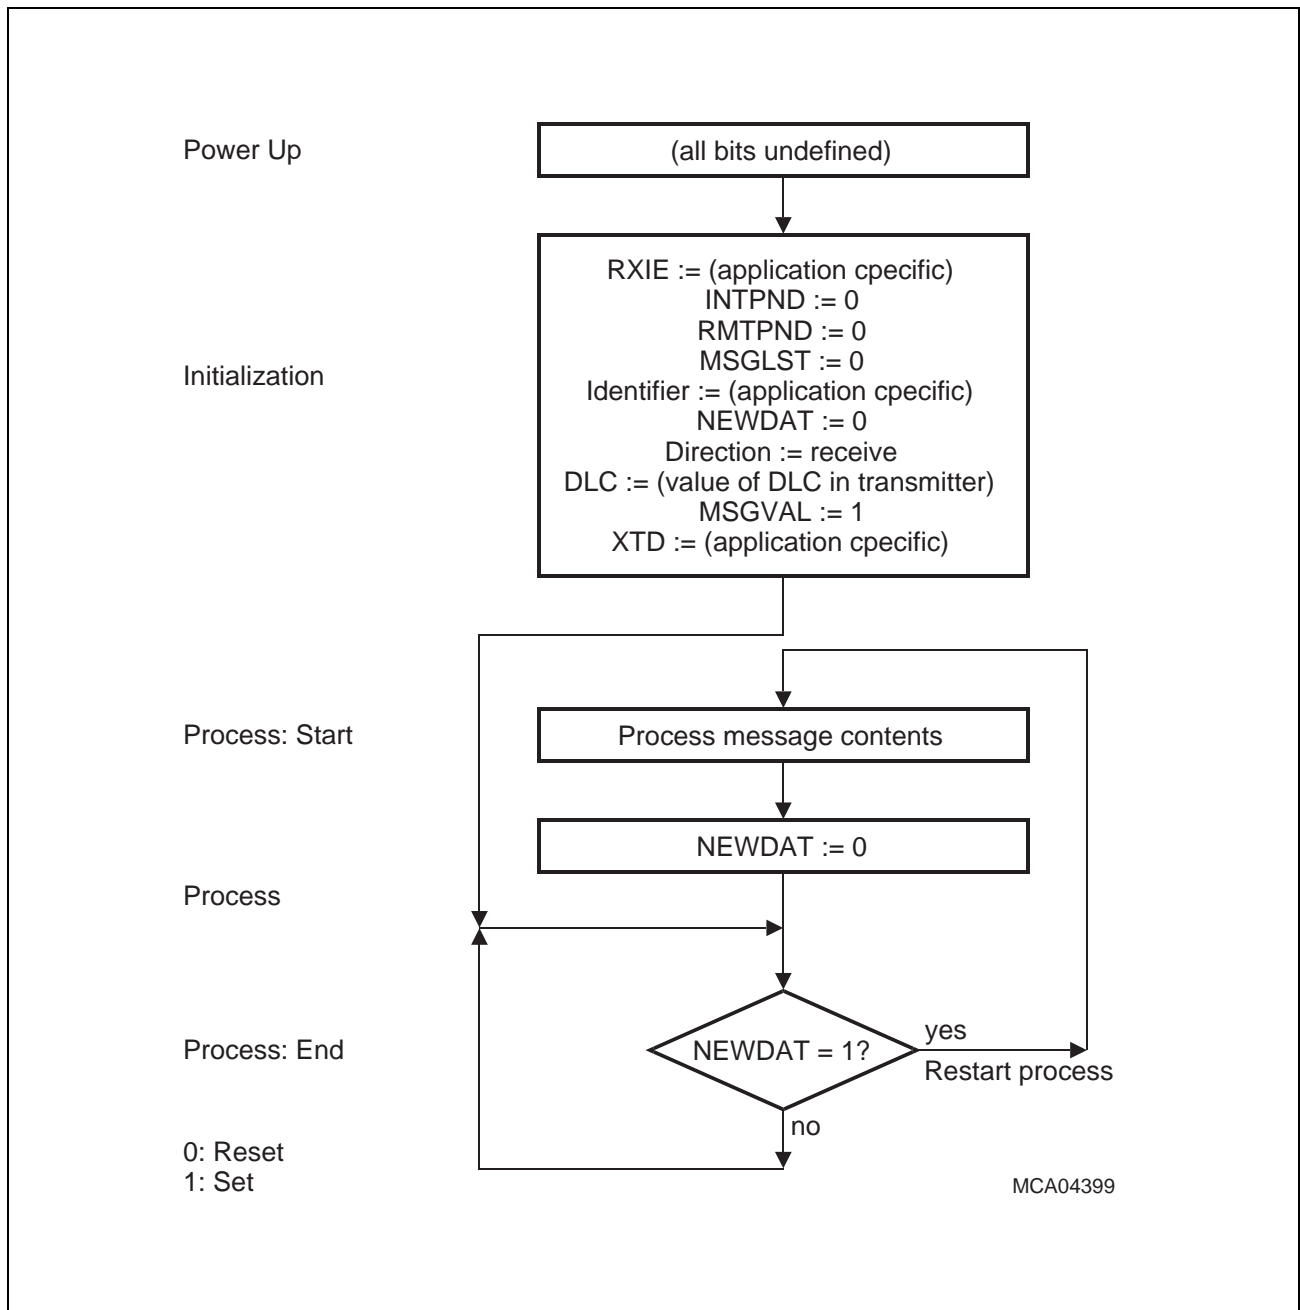 Power Up
(all bits undefined)
RXIE := (application cpecific)
INTPND := 0
RMTPND := 0
MSGLST := 0
Initialization
Identifier := (application cpecific)
NEWDAT := 0
Direction := receive
DLC := (value of DLC in transmitter)
MSGVAL := 1
XTD := (application cpecific)
Process: Start
Process message contents
NEWDAT := 0
Process
Process: End
NEWDAT = 1?
yes
Restart process
no
0: Reset
1: Set
MCA04399